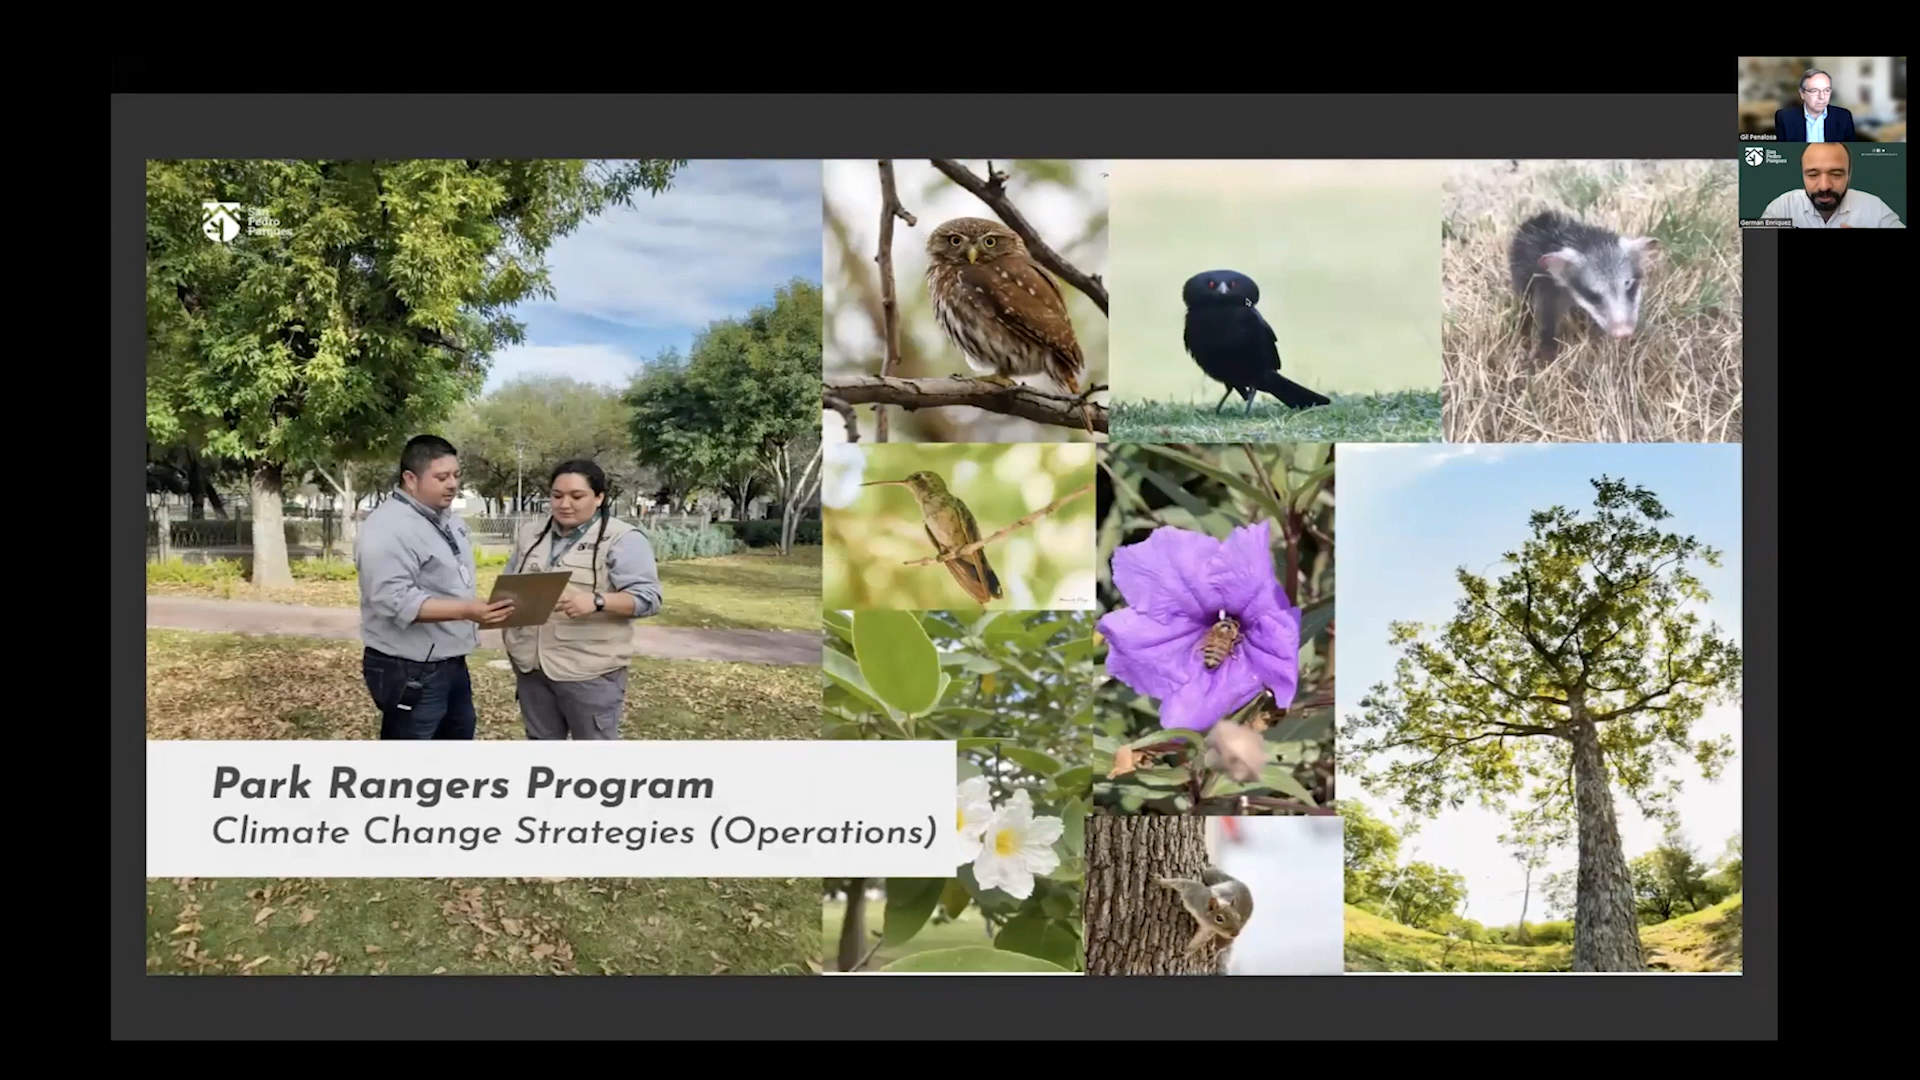 San
Pedro
Parques
Park Rangers Program
Climate Change Strategies (Operations)
Gil Penalosa
San
Pedro
Parques
German Enriquez